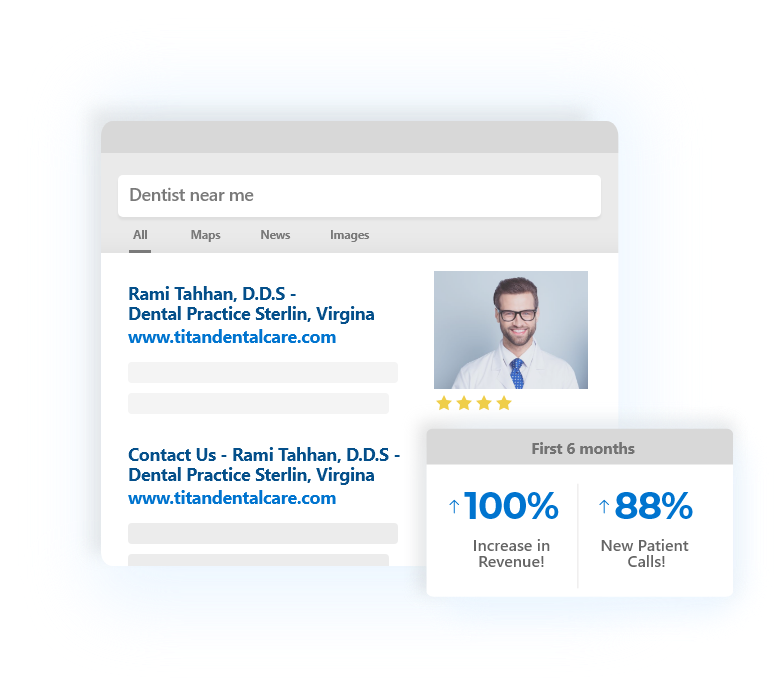 Dentist near me
All Maps News Images
Rami Tahhan, D.D.S -
Dental Practice Sterlin, Virgina
www.titandentalcare.com
Contact Us - Rami Tahhan, D.D.S -
Dental Practice Sterlin, Virgina
www.titandentalcare.com
First 6 months
↑100%
Increase in
Revenue!
↑88%
New Patient
Calls!